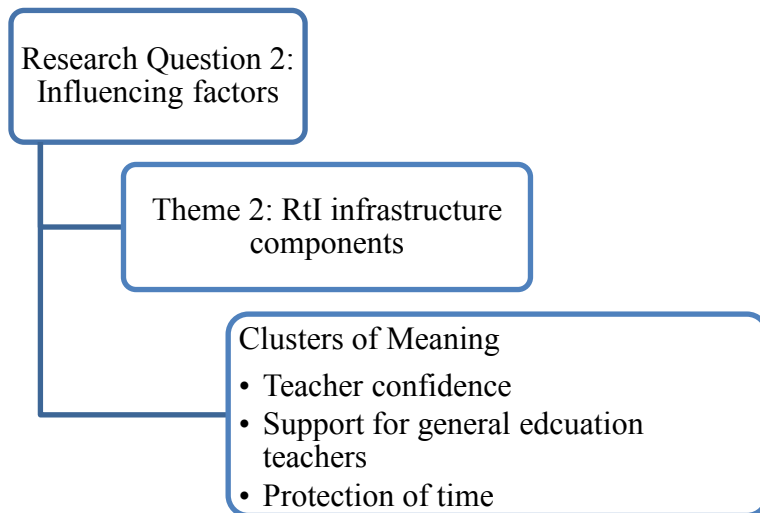 Research Question 2:
Influencing factors
Theme 2: RtI infrastructure
components
Clusters of Meaning
• Teacher confidence
• Support for general edcuation
teachers
• Protection of time